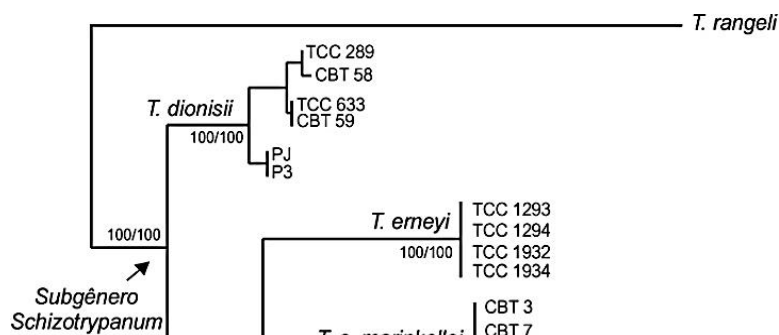 T. rangeli
TCC 289
CBT 58
T. dionisii
TCC 633
CBT 59
100/100
PJ
P3
TCC 1293
T. erneyi
TCC 1294
100/100
TCC 1932
TCC 1934
100/100
Subgênero
Schizotrypanum
CBT 3
T. c. marinkellei
CBT 7